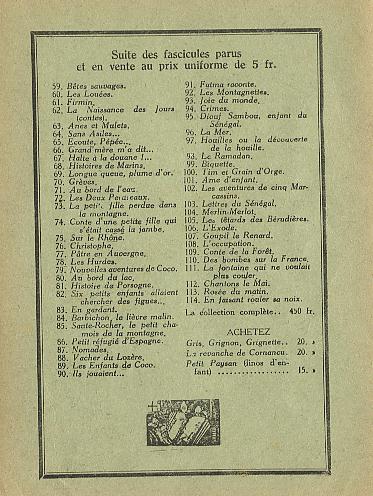 Suite des fascicules parus
et en vente au prix uniforme de 5 fr.
59. Bêtes sauvages.
60. Les Louées.
61. Firmin,
62. La Naissance des Jours
(contes).
63. Anes et Mulets,
64. Sans Asiles...
65. Ecoute, Pépée...
66. Grand'mère m'a dit...
67. Halte à la douane !...
68. Histoires de Marins,
69. Longue queue, plume d'or.
70. Grèves,
71. Au bord de l'eau.
72. Les Deux Perdreaux.
73. La petite fille perdue dans
la montagne.
74. Conte d'une petite fille qui
s'était cassé la jambe,
75. Sur le Rhône.
76. Christophe,
77. Pâtre en Auvergne,
78. Les Hurdes.
79. Nouvelles aventures de Coco.
80. Au bord du lac,
81. Histoire de Porsogne,
82. Six petits enfants allaient
chercher des figues...
83. En gardant.
84. Barbichon, le lièvre malin.
85. Saute-Rocher, le petit cha-
mois de la montagne,
86. Petit réfugié d'Espagne.
87. Nomades,
88. Vacher du Lozère,
89. Les Enfants de Coco.
90. Ils jouaient...
91. Fatma raconte.
92. Les Montagnettes,
93. Joie du monde,
94. Crimes.
95. Diouf Sambou, enfant du
Sénégal.
96. La Mer.
97. Houilles ou la découverte
de la houille.
98. Le Ramadan,
99. Biquette.
100. Tim et Grain d'Orge.
101. Ame d'enfant,
102. Les aventures de cinq Mar-
cassins,
103. Lettres du Sénégal,
104. Merlin-Merlot,
105. Les têtards des Bérudières.
106. L'Exode.
107. Goupil le Renard.
108. L'occupation.
109. Conte de la Forêt,
110. Des bombes sur la France,
111. La fontaine qui ne voulait
plus couler
112. Chantons le Mai.
113. Rosée du matin,
114. En faisant rouler sa noix.
La collection complète.. 450 fr.
ACHETEZ
Gris, Grignon, Grignette.. 20. »
La revanche de Cornancu. 20. »
Petit Paysan (linos d'en-
fant) .................. 15. »